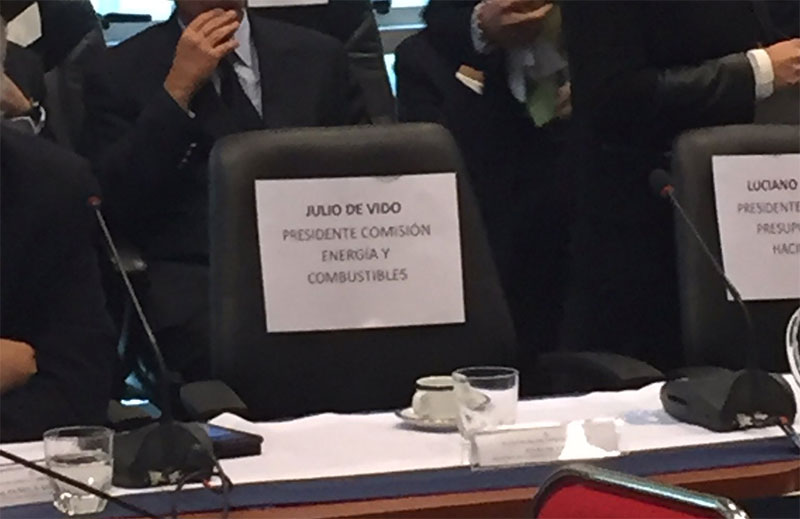 JULIO DE VIDO
PRESIDENTE COMISIÓN
ENERGÍA Y
COMBUSTIBLES
LUCIANO
PRESIDENTE
PRESUP
HACI